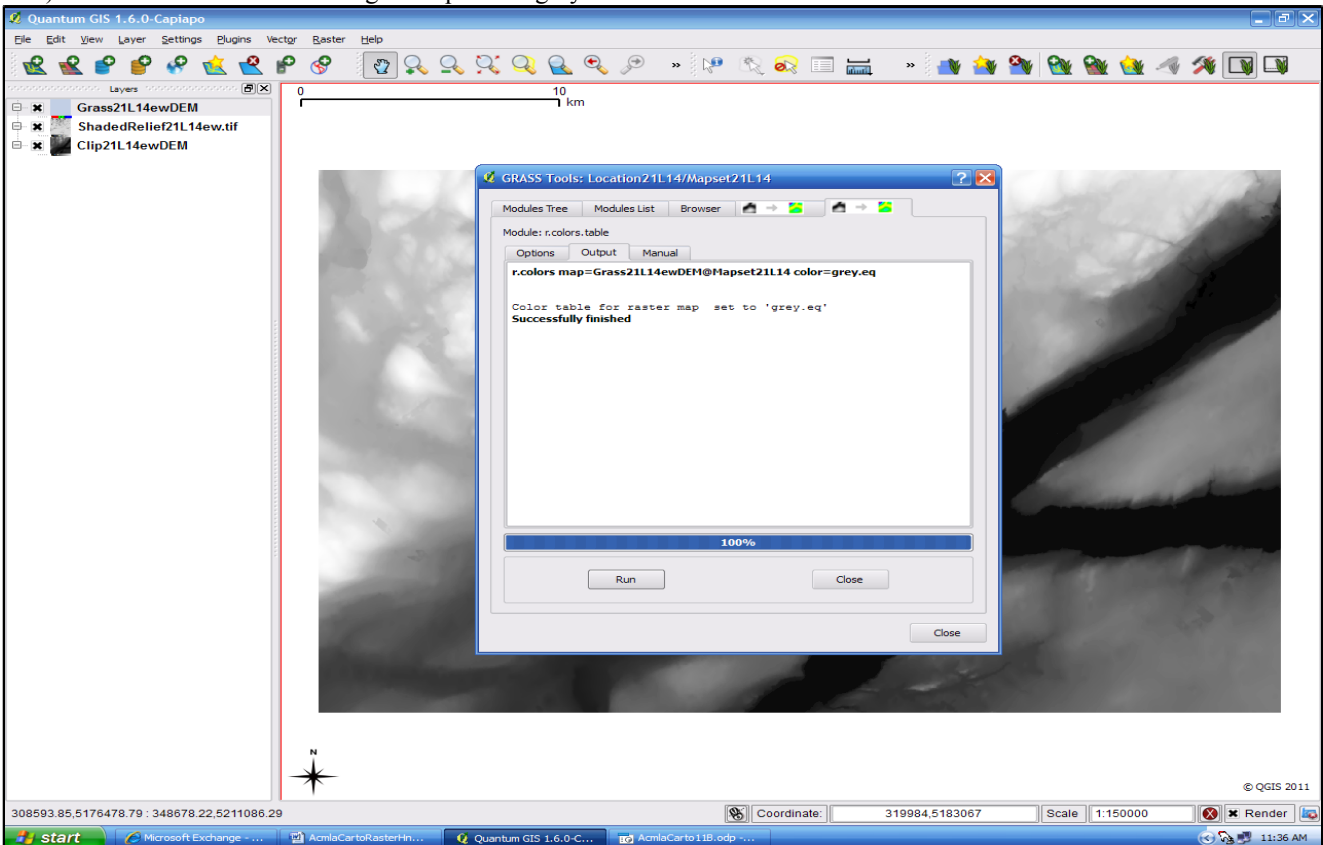 Quantum GIS 1.6.0-Capiapo
File Edit View Layer Settings Plugins Vector Raster Help
Layers
Grass21L14ewDEM
ShadedRelief21L14ew.tif
Clip21L14ewDEM
0 10
km
GRASS Tools: Location21L14/Mapset21L14
Modules Tree Modules List Browser
Module: r.colors.table
Options Output Manual
r.colors map=Grass21L14ewDEM@Mapset21L14 color=grey.eq
Color table for raster map set to 'grey.eq'
Successfully finished
100%
Run Close
Close
N
© QGIS 2011
308593.85,5176478.79 : 348678.22,5211086.29
Coordinate: 319984,5183067 Scale 1:150000 Render
start Microsoft Exchange - ... AcmlaCartoRasterHn... Quantum GIS 1.6.0-C... AcmlaCarto11B.odp -... 11:36 AM